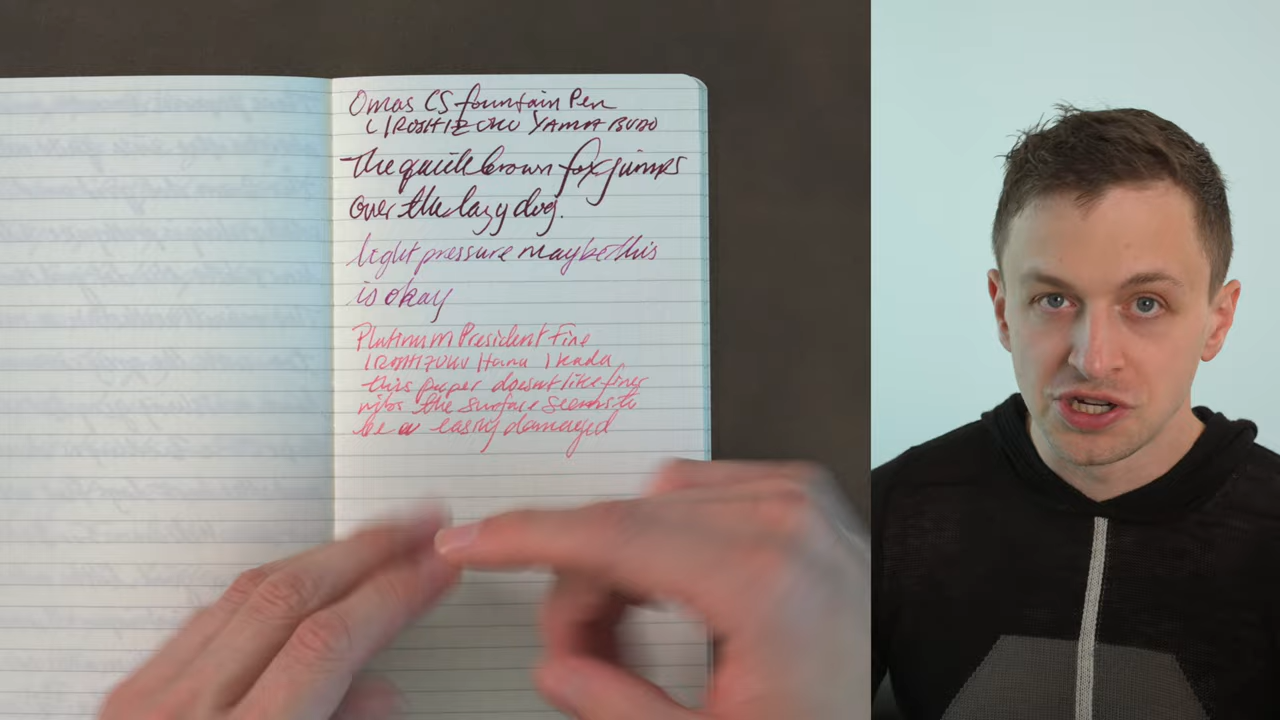 Omas CS fountain Pen
IROSHIZUKU YAMA BUDO
The quick brown fox jumps
over the lazy dog.
light pressure maybe this
is okay
Platinum President Fine
IROSHIZUKU Hana Ikada
this paper doesnt like finer
nibs the surface seems to
be a easily damaged